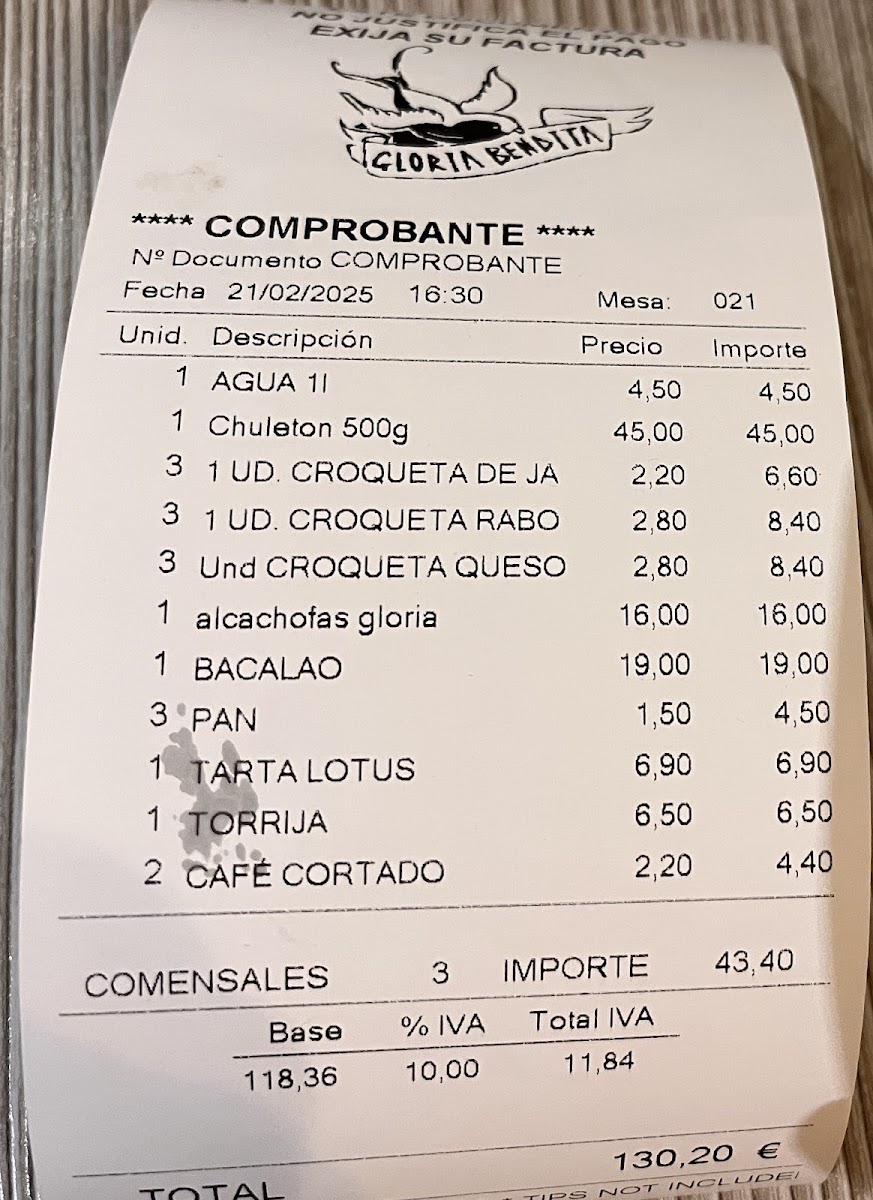 NO JUSTIFICA EL PAGO
EXIJA SU FACTURA
GLORIA BENDITA
**** COMPROBANTE ****
Nº Documento COMPROBANTE
Fecha 21/02/2025 16:30 Mesa: 021
Unid. Descripción Precio Importe
1 AGUA 1l 4,50 4,50
1 Chuleton 500g 45,00 45,00
3 1 UD. CROQUETA DE JA 2,20 6,60
3 1 UD. CROQUETA RABO 2,80 8,40
3 Und CROQUETA QUESO 2,80 8,40
1 alcachofas gloria 16,00 16,00
1 BACALAO 19,00 19,00
3 PAN 1,50 4,50
1 TARTA LOTUS 6,90 6,90
1 TORRIJA 6,50 6,50
2 CAFÉ CORTADO 2,20 4,40
COMENSALES 3 IMPORTE 43,40
Base % IVA Total IVA
118,36 10,00 11,84
TOTAL 130,20 €
* TIPS NOT INCLUDED